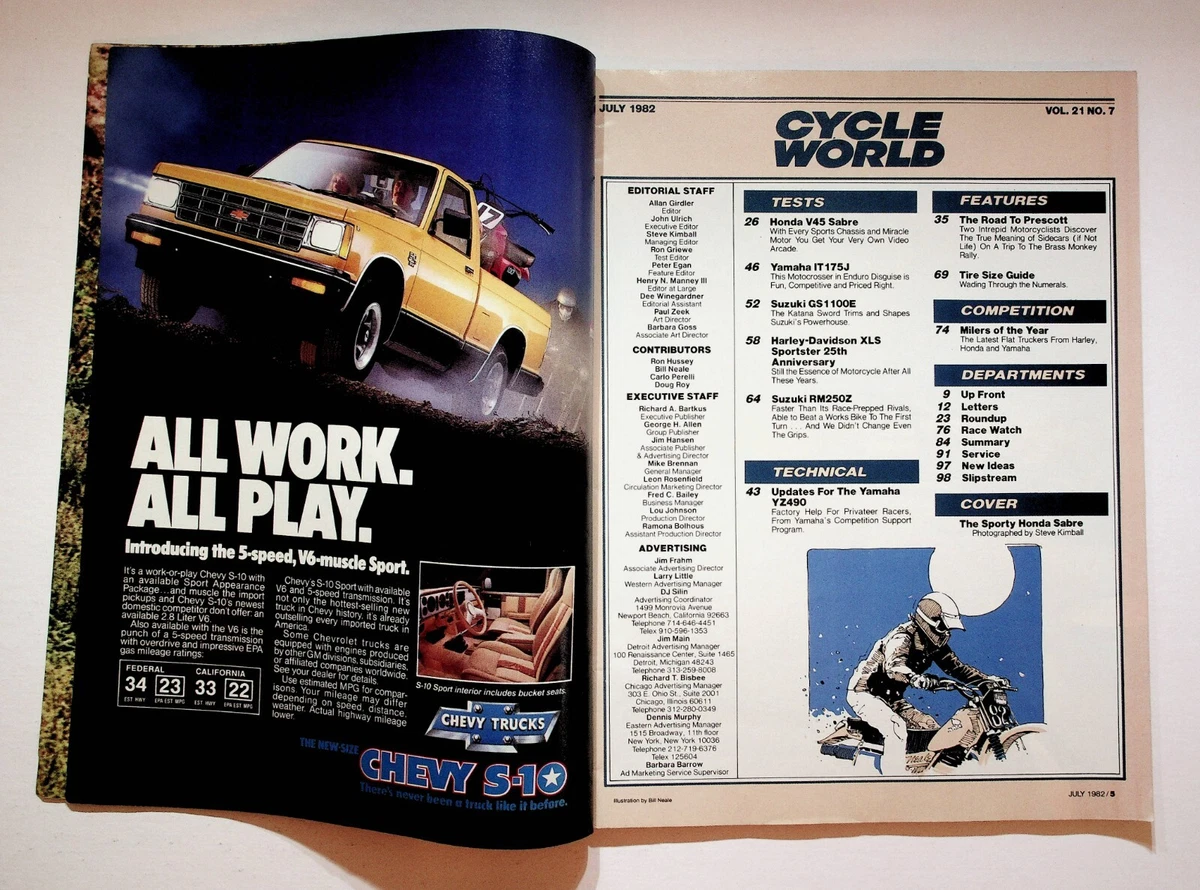 17
ALL WORK.
ALL PLAY.
Introducing the 5-speed, V6-muscle Sport.
It's a work-or-play Chevy S-10 with
an available Sport Appearance
Package...and muscle the import
pickups and Chevy S-10's newest
domestic competitor don't offer: an
available 2.8 Liter V6.
Also available with the V6 is the
punch of a 5-speed transmission
with overdrive and impressive EPA
gas mileage ratings:
FEDERAL
CALIFORNIA
34 23 33 22
EST HWY EPA EST MPG EST HWY EPA EST MPG
Chevy's S-10 Sport with available
V6 and 5-speed transmission. It's
not only the hottest-selling new
truck in Chevy history, it's already
outselling every imported truck in
America.
Some Chevrolet trucks are
equipped with engines produced
by other GM divisions, subsidiaries,
or affiliated companies worldwide.
See your dealer for details.
Use estimated MPG for compar-
isons. Your mileage may differ
depending on speed, distance,
weather. Actual highway mileage
lower.
S-10 Sport interior includes bucket seats.
CHEVY TRUCKS
THE NEW-SIZE
CHEVY S-10
There's never been a truck like it before.
JULY 1982
VOL. 21 NO. 7
CYCLE
WORLD
EDITORIAL STAFF
Allan Girdler
Editor
John Ulrich
Executive Editor
Steve Kimball
Managing Editor
Ron Griewe
Test Editor
Peter Egan
Feature Editor
Henry N. Manney III
Editor at Large
Dee Winegardner
Editorial Assistant
Paul Zeek
Art Director
Barbara Goss
Associate Art Director
CONTRIBUTORS
Ron Hussey
Bill Neale
Carlo Perelli
Doug Roy
EXECUTIVE STAFF
Richard A. Bartkus
Executive Publisher
George H. Allen
Group Publisher
Jim Hansen
Associate Publisher
& Advertising Director
Mike Brennan
General Manager
Leon Rosenfield
Circulation Marketing Director
Fred C. Bailey
Business Manager
Lou Johnson
Production Director
Ramona Bolhous
Assistant Production Director
ADVERTISING
Jim Frahm
Associate Advertising Director
Larry Little
Western Advertising Manager
DJ Silin
Advertising Coordinator
1499 Monrovia Avenue
Newport Beach, California 92663
Telephone 714-646-4451
Telex 910-596-1353
Jim Main
Detroit Advertising Manager
100 Renaissance Center, Suite 1465
Detroit, Michigan 48243
Telephone 313-259-8008
Richard T. Bisbee
Chicago Advertising Manager
303 E. Ohio St., Suite 2001
Chicago, Illinois 60611
Telephone 312-280-0349
Dennis Murphy
Eastern Advertising Manager
1515 Broadway, 11th floor
New York, New York 10036
Telephone 212-719-6376
Telex 125604
Barbara Barrow
Ad Marketing Service Supervisor
TESTS
26 Honda V45 Sabre
With Every Sports Chassis and Miracle
Motor You Get Your Very Own Video
Arcade.
46 Yamaha IT175J
This Motocrosser in Enduro Disguise is
Fun, Competitive and Priced Right.
52 Suzuki GS1100E
The Katana Sword Trims and Shapes
Suzuki's Powerhouse.
58 Harley-Davidson XLS
Sportster 25th
Anniversary
Still the Essence of Motorcycle After All
These Years.
64 Suzuki RM250Z
Faster Than Its Race-Prepped Rivals,
Able to Beat a Works Bike To The First
Turn . . . And We Didn't Change Even
The Grips.
TECHNICAL
43 Updates For The Yamaha
YZ490
Factory Help For Privateer Racers,
From Yamaha's Competition Support
Program.
FEATURES
35 The Road To Prescott
Two Intrepid Motorcyclists Discover
The True Meaning of Sidecars (if Not
Life) On A Trip To The Brass Monkey
Rally.
69 Tire Size Guide
Wading Through the Numerals.
COMPETITION
74 Milers of the Year
The Latest Flat Truckers From Harley,
Honda and Yamaha
DEPARTMENTS
9 Up Front
12 Letters
23 Roundup
76 Race Watch
84 Summary
91 Service
97 New Ideas
98 Slipstream
COVER
The Sporty Honda Sabre
Photographed by Steve Kimball
82
Illustration by Bill Neale
JULY 1982/5